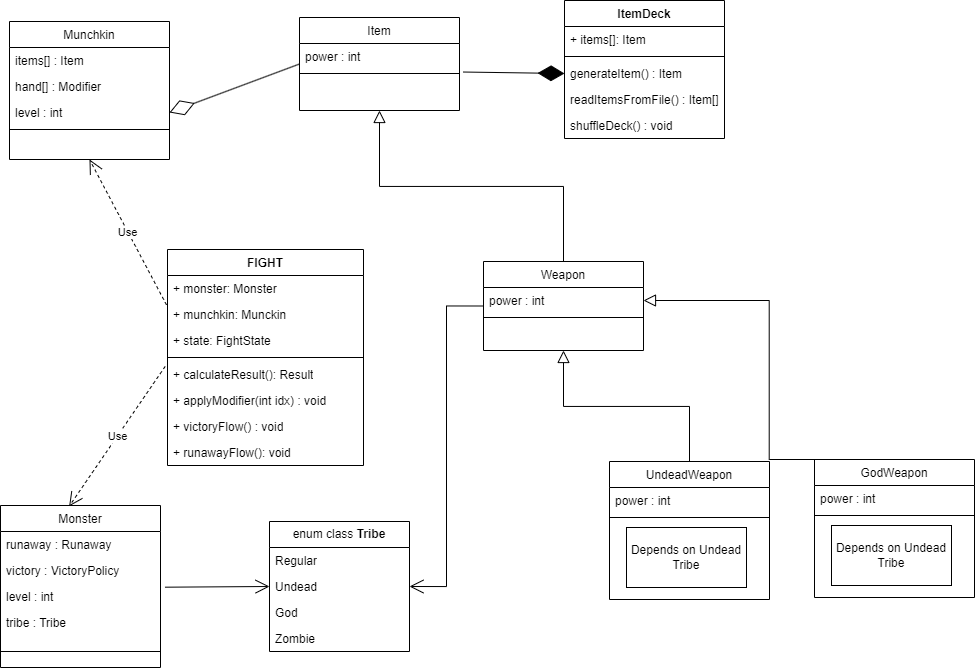 Munchkin
items[] : Item
hand[] : Modifier
level : int
Item
power : int
ItemDeck
+ items[]: Item
generateItem() : Item
readItemsFromFile() : Item[]
shuffleDeck() : void
Use
FIGHT
+ monster: Monster
+ munchkin: Munckin
+ state: FightState
+ calculateResult(): Result
+ applyModifier(int idx) : void
+ victoryFlow() : void
+ runawayFlow(): void
Weapon
power : int
Use
UndeadWeapon
power : int
Depends on Undead
Tribe
GodWeapon
power : int
Depends on Undead
Tribe
Monster
runaway : Runaway
victory : VictoryPolicy
level : int
tribe : Tribe
enum class Tribe
Regular
Undead
God
Zombie